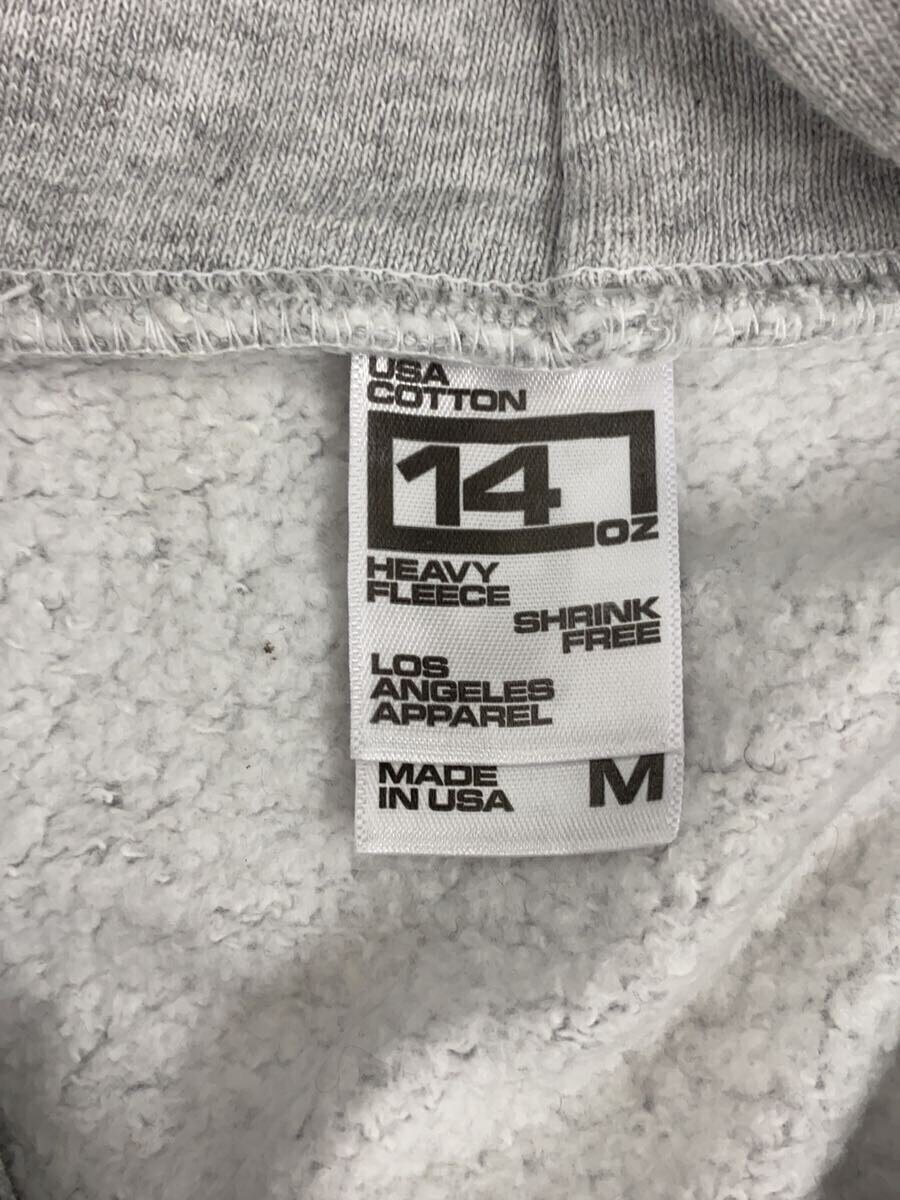 USA
COTTON
14 OZ
HEAVY
FLEECE
SHRINK
FREE
LOS
ANGELES
APPAREL
MADE
IN USA
M